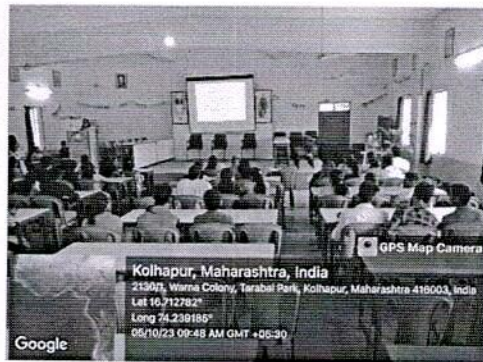 GPS Map Camera
Kolhapur, Maharashtra, India
2130/1, Warna Colony, Tarabai Park, Kolhapur, Maharashtra 416003, India
Lat 16.712782°
Long 74.239185°
05/10/23 09:48 AM GMT +05:30
Google